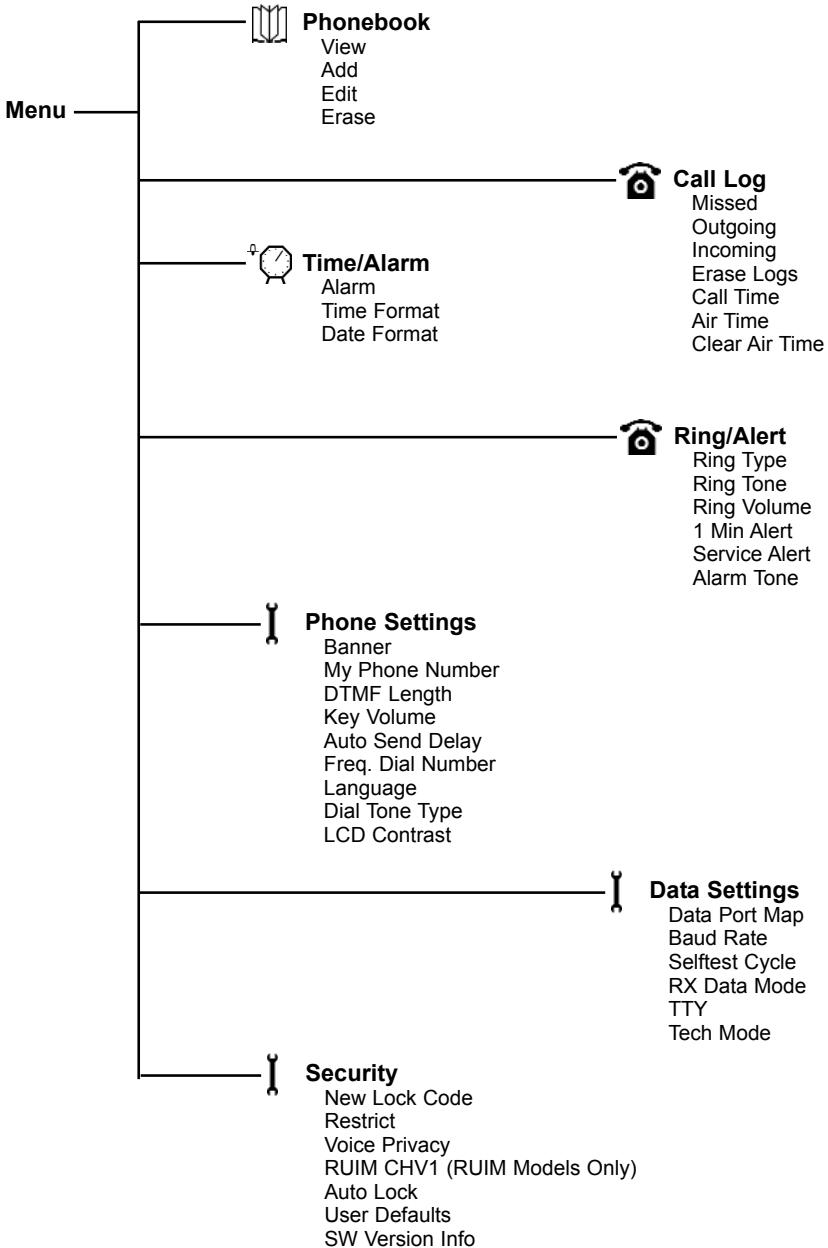 Menu
Phonebook
View
Add
Edit
Erase
Call Log
Missed
Outgoing
Incoming
Erase Logs
Call Time
Air Time
Clear Air Time
Time/Alarm
Alarm
Time Format
Date Format
Ring/Alert
Ring Type
Ring Tone
Ring Volume
1 Min Alert
Service Alert
Alarm Tone
Phone Settings
Banner
My Phone Number
DTMF Length
Key Volume
Auto Send Delay
Freq. Dial Number
Language
Dial Tone Type
LCD Contrast
Data Settings
Data Port Map
Baud Rate
Selftest Cycle
RX Data Mode
TTY
Tech Mode
Security
New Lock Code
Restrict
Voice Privacy
RUIM CHV1 (RUIM Models Only)
Auto Lock
User Defaults
SW Version Info